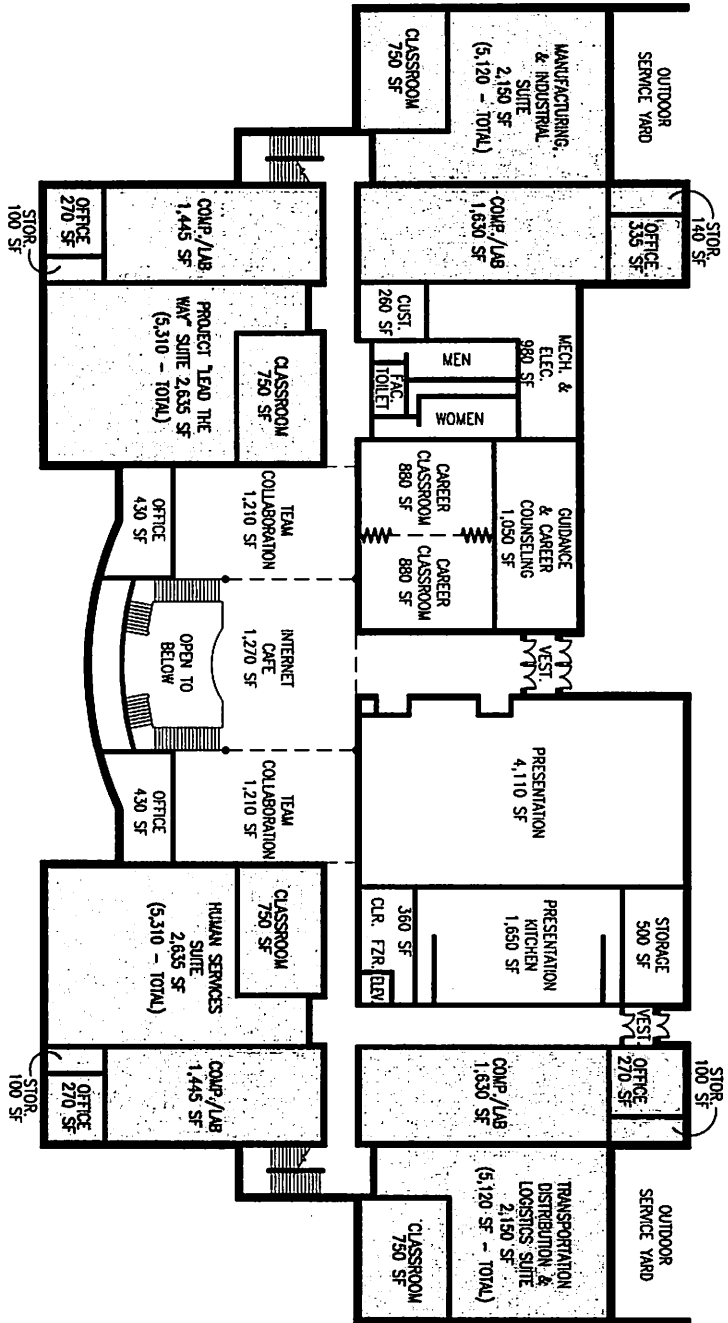 OUTDOOR
SERVICE YARD
STOR.
140 SF
OFFICE
335 SF
MANUFACTURING,
& INDUSTRIAL
SUITE
2,150 SF
(5,120 - TOTAL)
CLASSROOM
750 SF
COMP./LAB
1,630 SF
MECH. &
ELEC.
980 SF
CUST.
260 SF
MEN
FAC.
TOILET
WOMEN
GUIDANCE
& CAREER
COUNSELING
1,050 SF
CAREER
CLASSROOM
880 SF
CAREER
CLASSROOM
880 SF
VEST.
PRESENTATION
4,110 SF
STORAGE
500 SF
PRESENTATION
KITCHEN
1,650 SF
360 SF
CLR. FZR.
ELEV.
VEST.
STOR.
100 SF
OFFICE
270 SF
COMP./LAB
1,630 SF
OUTDOOR
SERVICE YARD
TRANSPORTATION
DISTRIBUTION &
LOGISTICS SUITE
2,150 SF
(5,120 SF - TOTAL)
CLASSROOM
750 SF
COMP./LAB
1,445 SF
OFFICE
270 SF
STOR.
100 SF
CLASSROOM
750 SF
PROJECT "LEAD THE
WAY" SUITE 2,635 SF
(5,310 - TOTAL)
TEAM
COLLABORATION
1,210 SF
OFFICE
430 SF
INTERNET
CAFE
1,270 SF
OPEN TO
BELOW
TEAM
COLLABORATION
1,210 SF
OFFICE
430 SF
CLASSROOM
750 SF
HUMAN SERVICES
SUITE
2,635 SF
(5,310 - TOTAL)
COMP./LAB
1,445 SF
STOR.
100 SF
OFFICE
270 SF